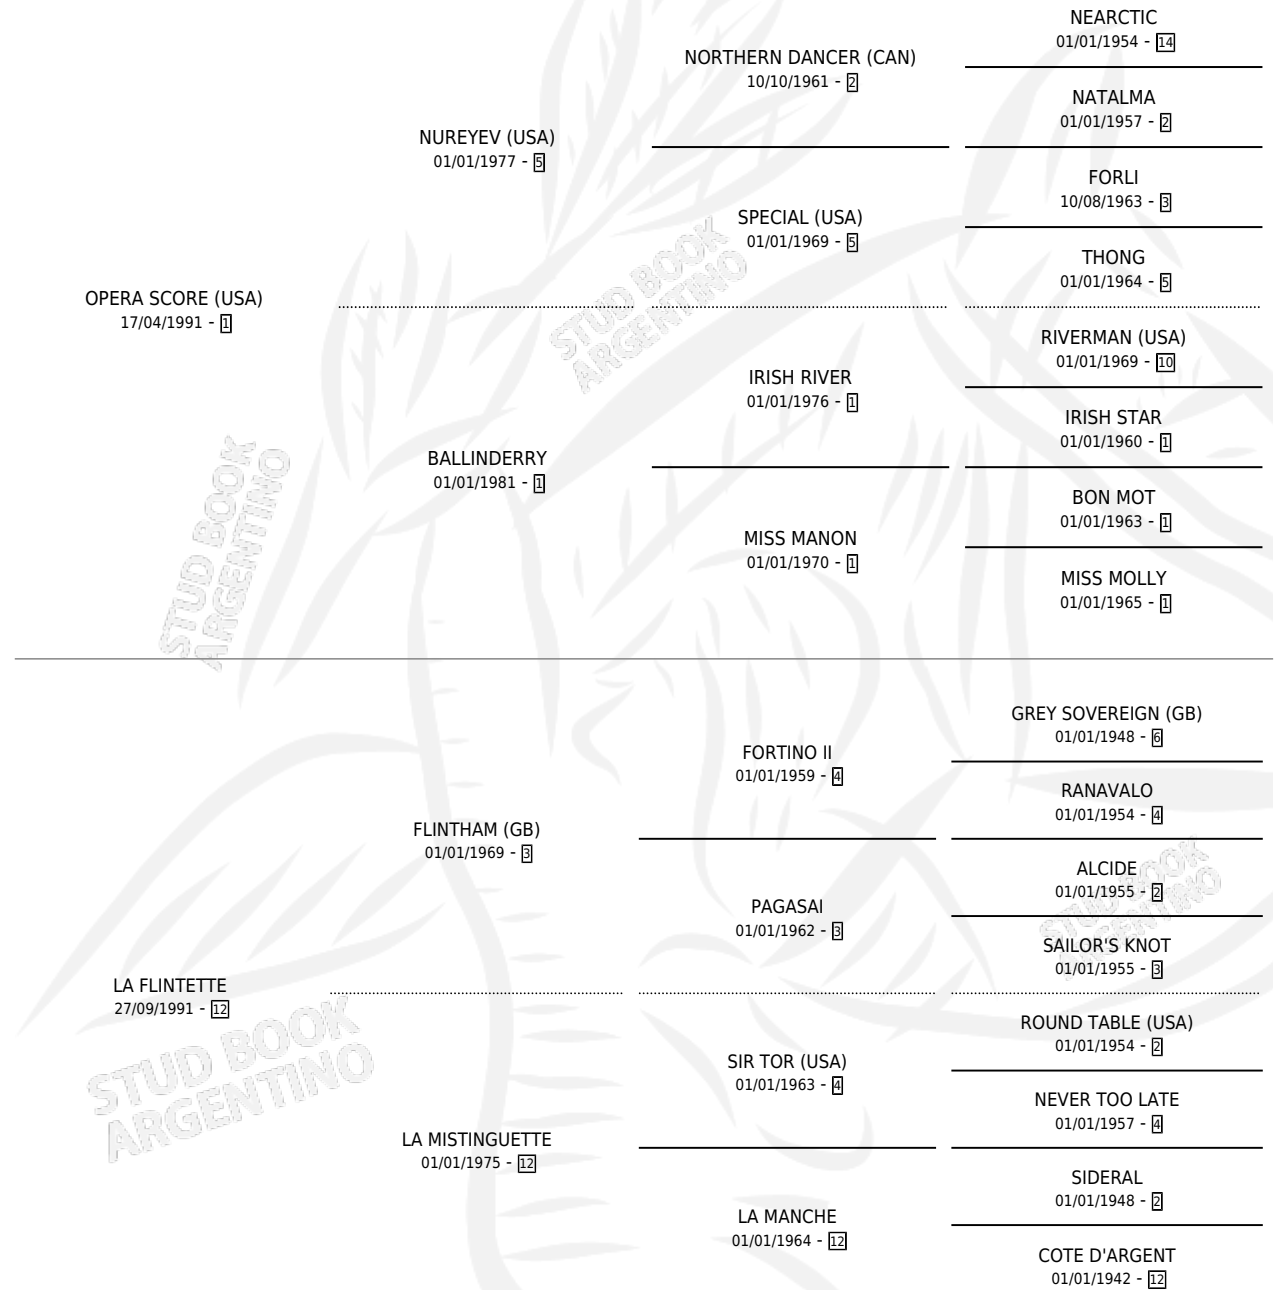 NEARCTIC
01/01/1954 - 14
NORTHERN DANCER (CAN)
10/10/1961 - 2
NATALMA
01/01/1957 - 2
NUREYEV (USA)
01/01/1977 - 5
FORLI
10/08/1963 - 3
SPECIAL (USA)
01/01/1969 - 5
THONG
01/01/1964 - 5
OPERA SCORE (USA)
17/04/1991 - 1
RIVERMAN (USA)
01/01/1969 - 10
IRISH RIVER
01/01/1976 - 1
IRISH STAR
01/01/1960 - 1
BALLINDERRY
01/01/1981 - 1
BON MOT
01/01/1963 - 1
MISS MANON
01/01/1970 - 1
MISS MOLLY
01/01/1965 - 1
STUD BOOK
ARGENTINO
STUD BOOK
ARGENTINO
GREY SOVEREIGN (GB)
01/01/1948 - 6
FORTINO II
01/01/1959 - 4
RANAVALO
01/01/1954 - 4
FLINTHAM (GB)
01/01/1969 - 3
ALCIDE
01/01/1955 - 2
PAGASAI
01/01/1962 - 3
SAILOR'S KNOT
01/01/1955 - 3
STUD BOOK
ARGENTINO
LA FLINTETTE
27/09/1991 - 12
ROUND TABLE (USA)
01/01/1954 - 2
SIR TOR (USA)
01/01/1963 - 4
NEVER TOO LATE
01/01/1957 - 4
LA MISTINGUETTE
01/01/1975 - 12
SIDERAL
01/01/1948 - 2
LA MANCHE
01/01/1964 - 12
COTE D'ARGENT
01/01/1942 - 12
STUD BOOK
ARGENTINO